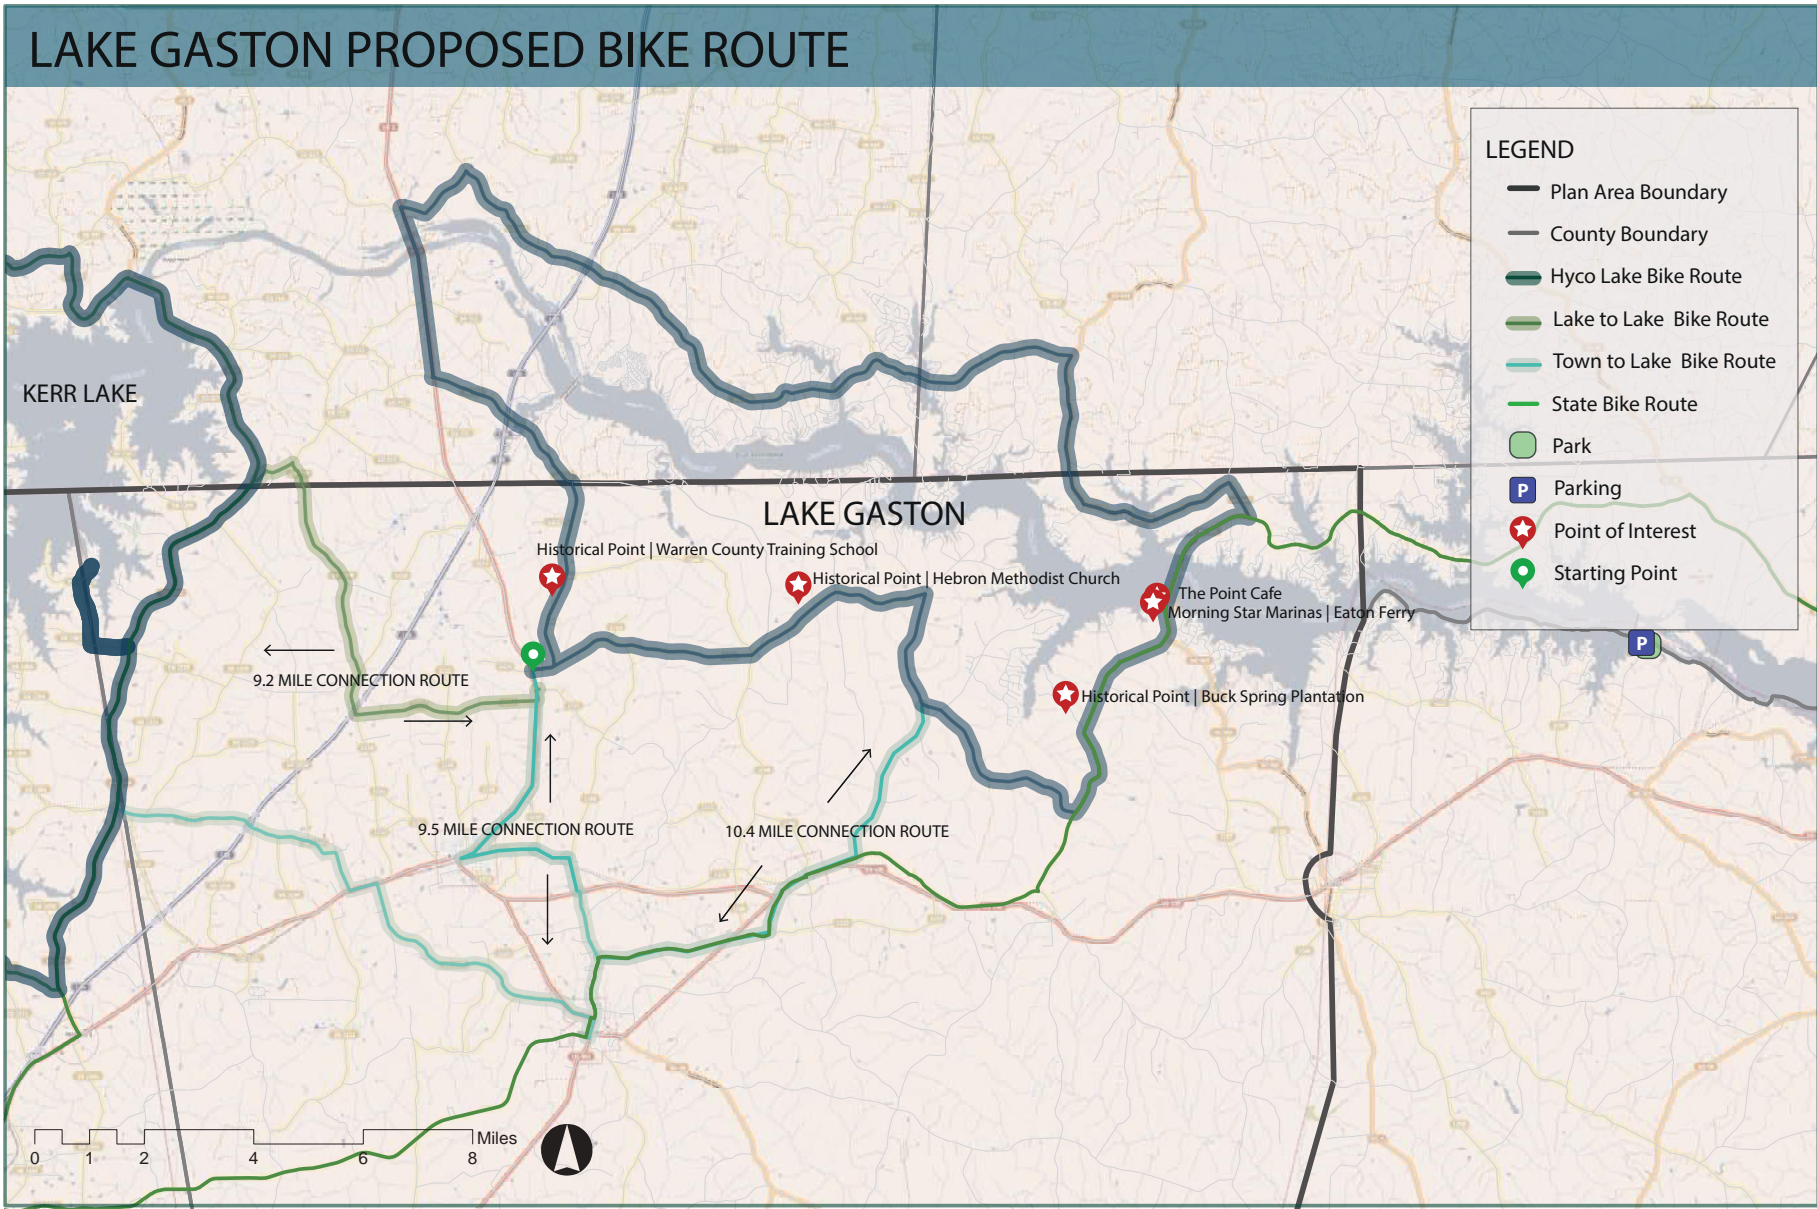 LAKE GASTON PROPOSED BIKE ROUTE
LEGEND
Plan Area Boundary
County Boundary
Hyco Lake Bike Route
Lake to Lake Bike Route
Town to Lake Bike Route
State Bike Route
Park
P
Parking
Point of Interest
Starting Point
KERR LAKE
LAKE GASTON
Historical Point | Warren County Training School
Historical Point | Hebron Methodist Church
The Point Cafe
Morning Star Marinas | Eaton Ferry
P
9.2 MILE CONNECTION ROUTE
Historical Point | Buck Spring Plantation
9.5 MILE CONNECTION ROUTE
10.4 MILE CONNECTION ROUTE
Miles
0 1 2 4 6 8